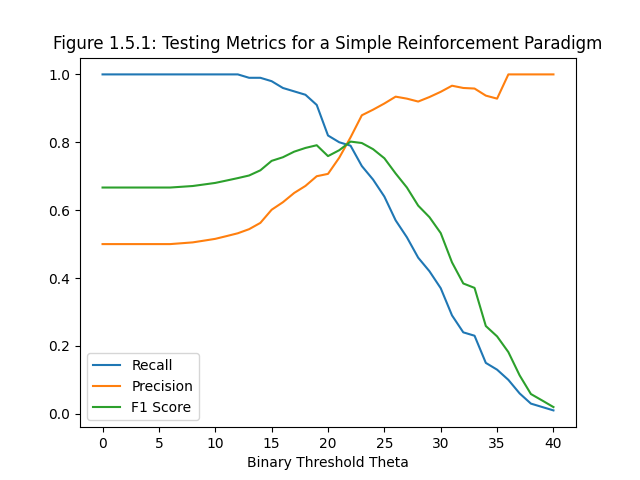 Figure 1.5.1: Testing Metrics for a Simple Reinforcement Paradigm
1.0
0.8
0.6
0.4
0.2
0.0
Recall
Precision
F1 Score
0 5 10 15 20 25 30 35 40
Binary Threshold Theta